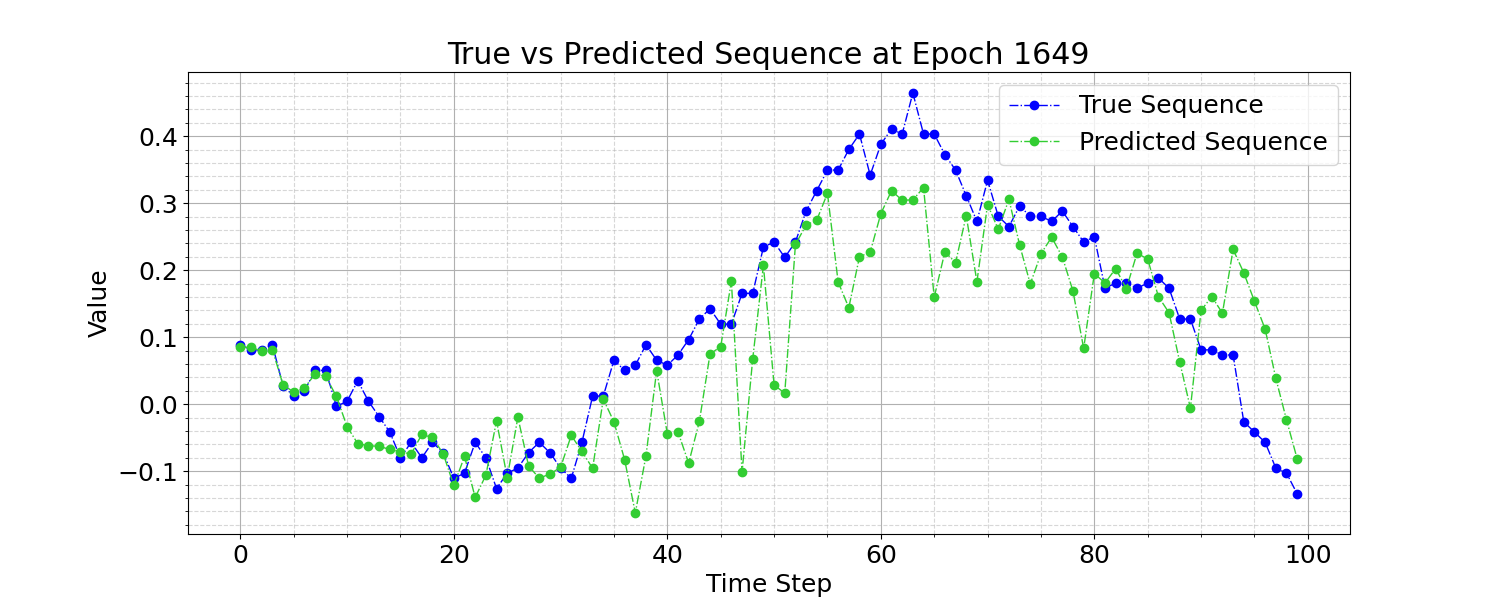 True vs Predicted Sequence at Epoch 1649
True Sequence
Predicted Sequence
Value
0.4
0.3
0.2
0.1
0.0
−0.1
0 20 40 60 80 100
Time Step